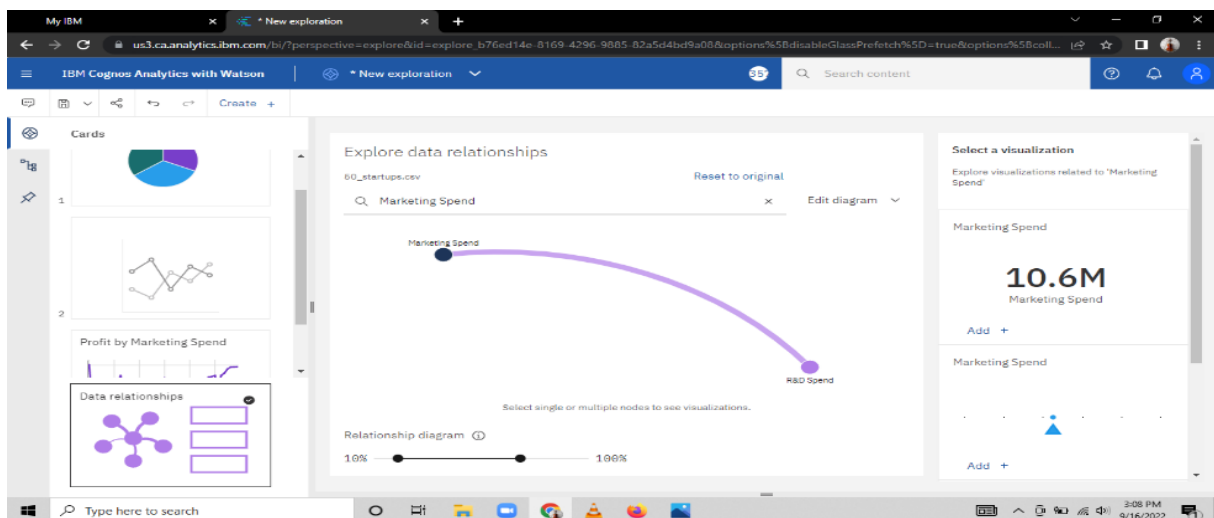 My IBM
* New exploration
us3.ca.analytics.ibm.com/bi/?perspective=explore&id=explore_b76ed14e-8169-4296-9885-82a5d4bd9a08&options%5BdisableGlassPrefetch%5D=true&options%5Bcoll...
IBM Cognos Analytics with Watson
* New exploration
357
Search content
Create +
Cards
1
2
Profit by Marketing Spend
Data relationships
Explore data relationships
50_startups.csv
Reset to original
Marketing Spend
Edit diagram
Marketing Spend
R&D Spend
Select single or multiple nodes to see visualizations.
Relationship diagram
10%
100%
Select a visualization
Explore visualizations related to 'Marketing
Spend'
Marketing Spend
10.6M
Marketing Spend
Add +
Marketing Spend
Add +
Type here to search
3:08 PM
9/16/2022